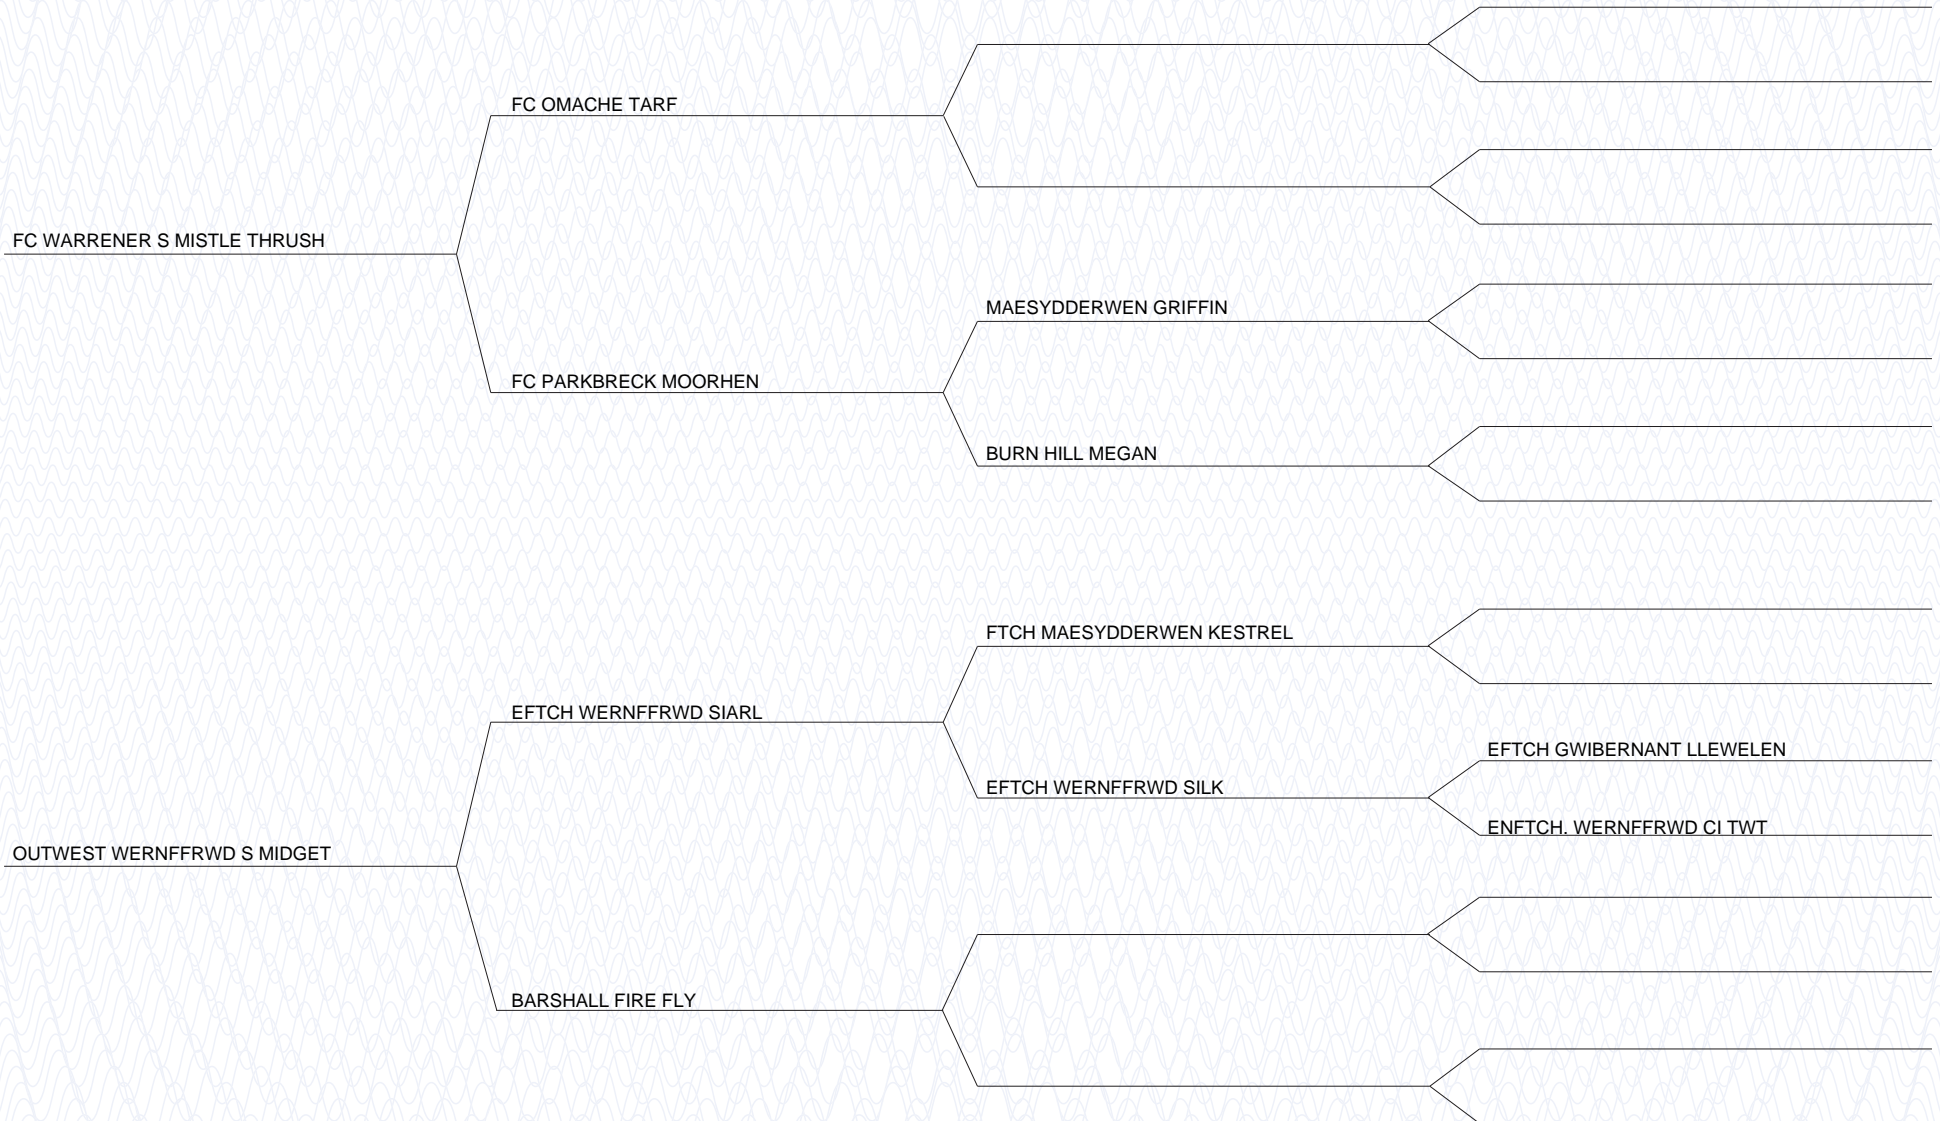 FC OMACHE TARF
FC WARRENER S MISTLE THRUSH
MAESYDDERWEN GRIFFIN
FC PARKBRECK MOORHEN
BURN HILL MEGAN
FTCH MAESYDDERWEN KESTREL
EFTCH WERNFFRWD SIARL
EFTCH GWIBERNANT LLEWELEN
EFTCH WERNFFRWD SILK
ENFTCH. WERNFFRWD CI TWT
OUTWEST WERNFFRWD S MIDGET
BARSHALL FIRE FLY